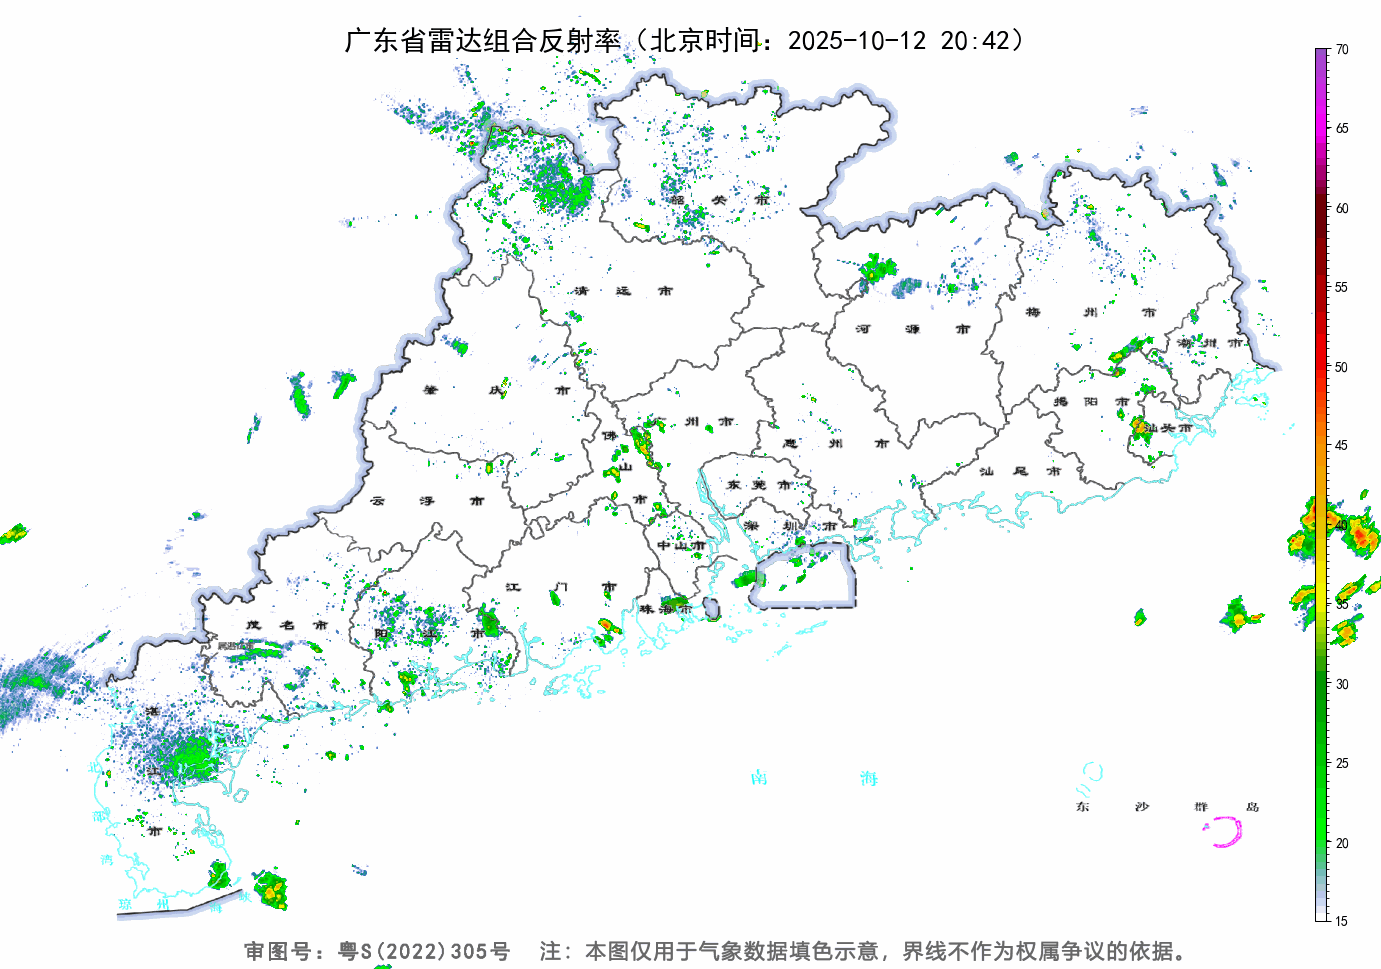 广东省雷达组合反射率（北京时间：2025-10-12 20:42）
70
65
60
55
50
45
40
35
30
25
20
15
韶关市
清远市
河源市
梅州市
潮州市
肇庆市
揭阳市
汕头市
广州市
佛山市
惠州市
汕尾市
东莞市
云浮市
深圳市
中山市
江门市
珠海市
茂名市
阳江市
湛江市
北部湾
琼州海峡
南海
东沙群岛
审图号：粤S(2022)305号 注：本图仅用于气象数据填色示意，界线不作为权属争议的依据。